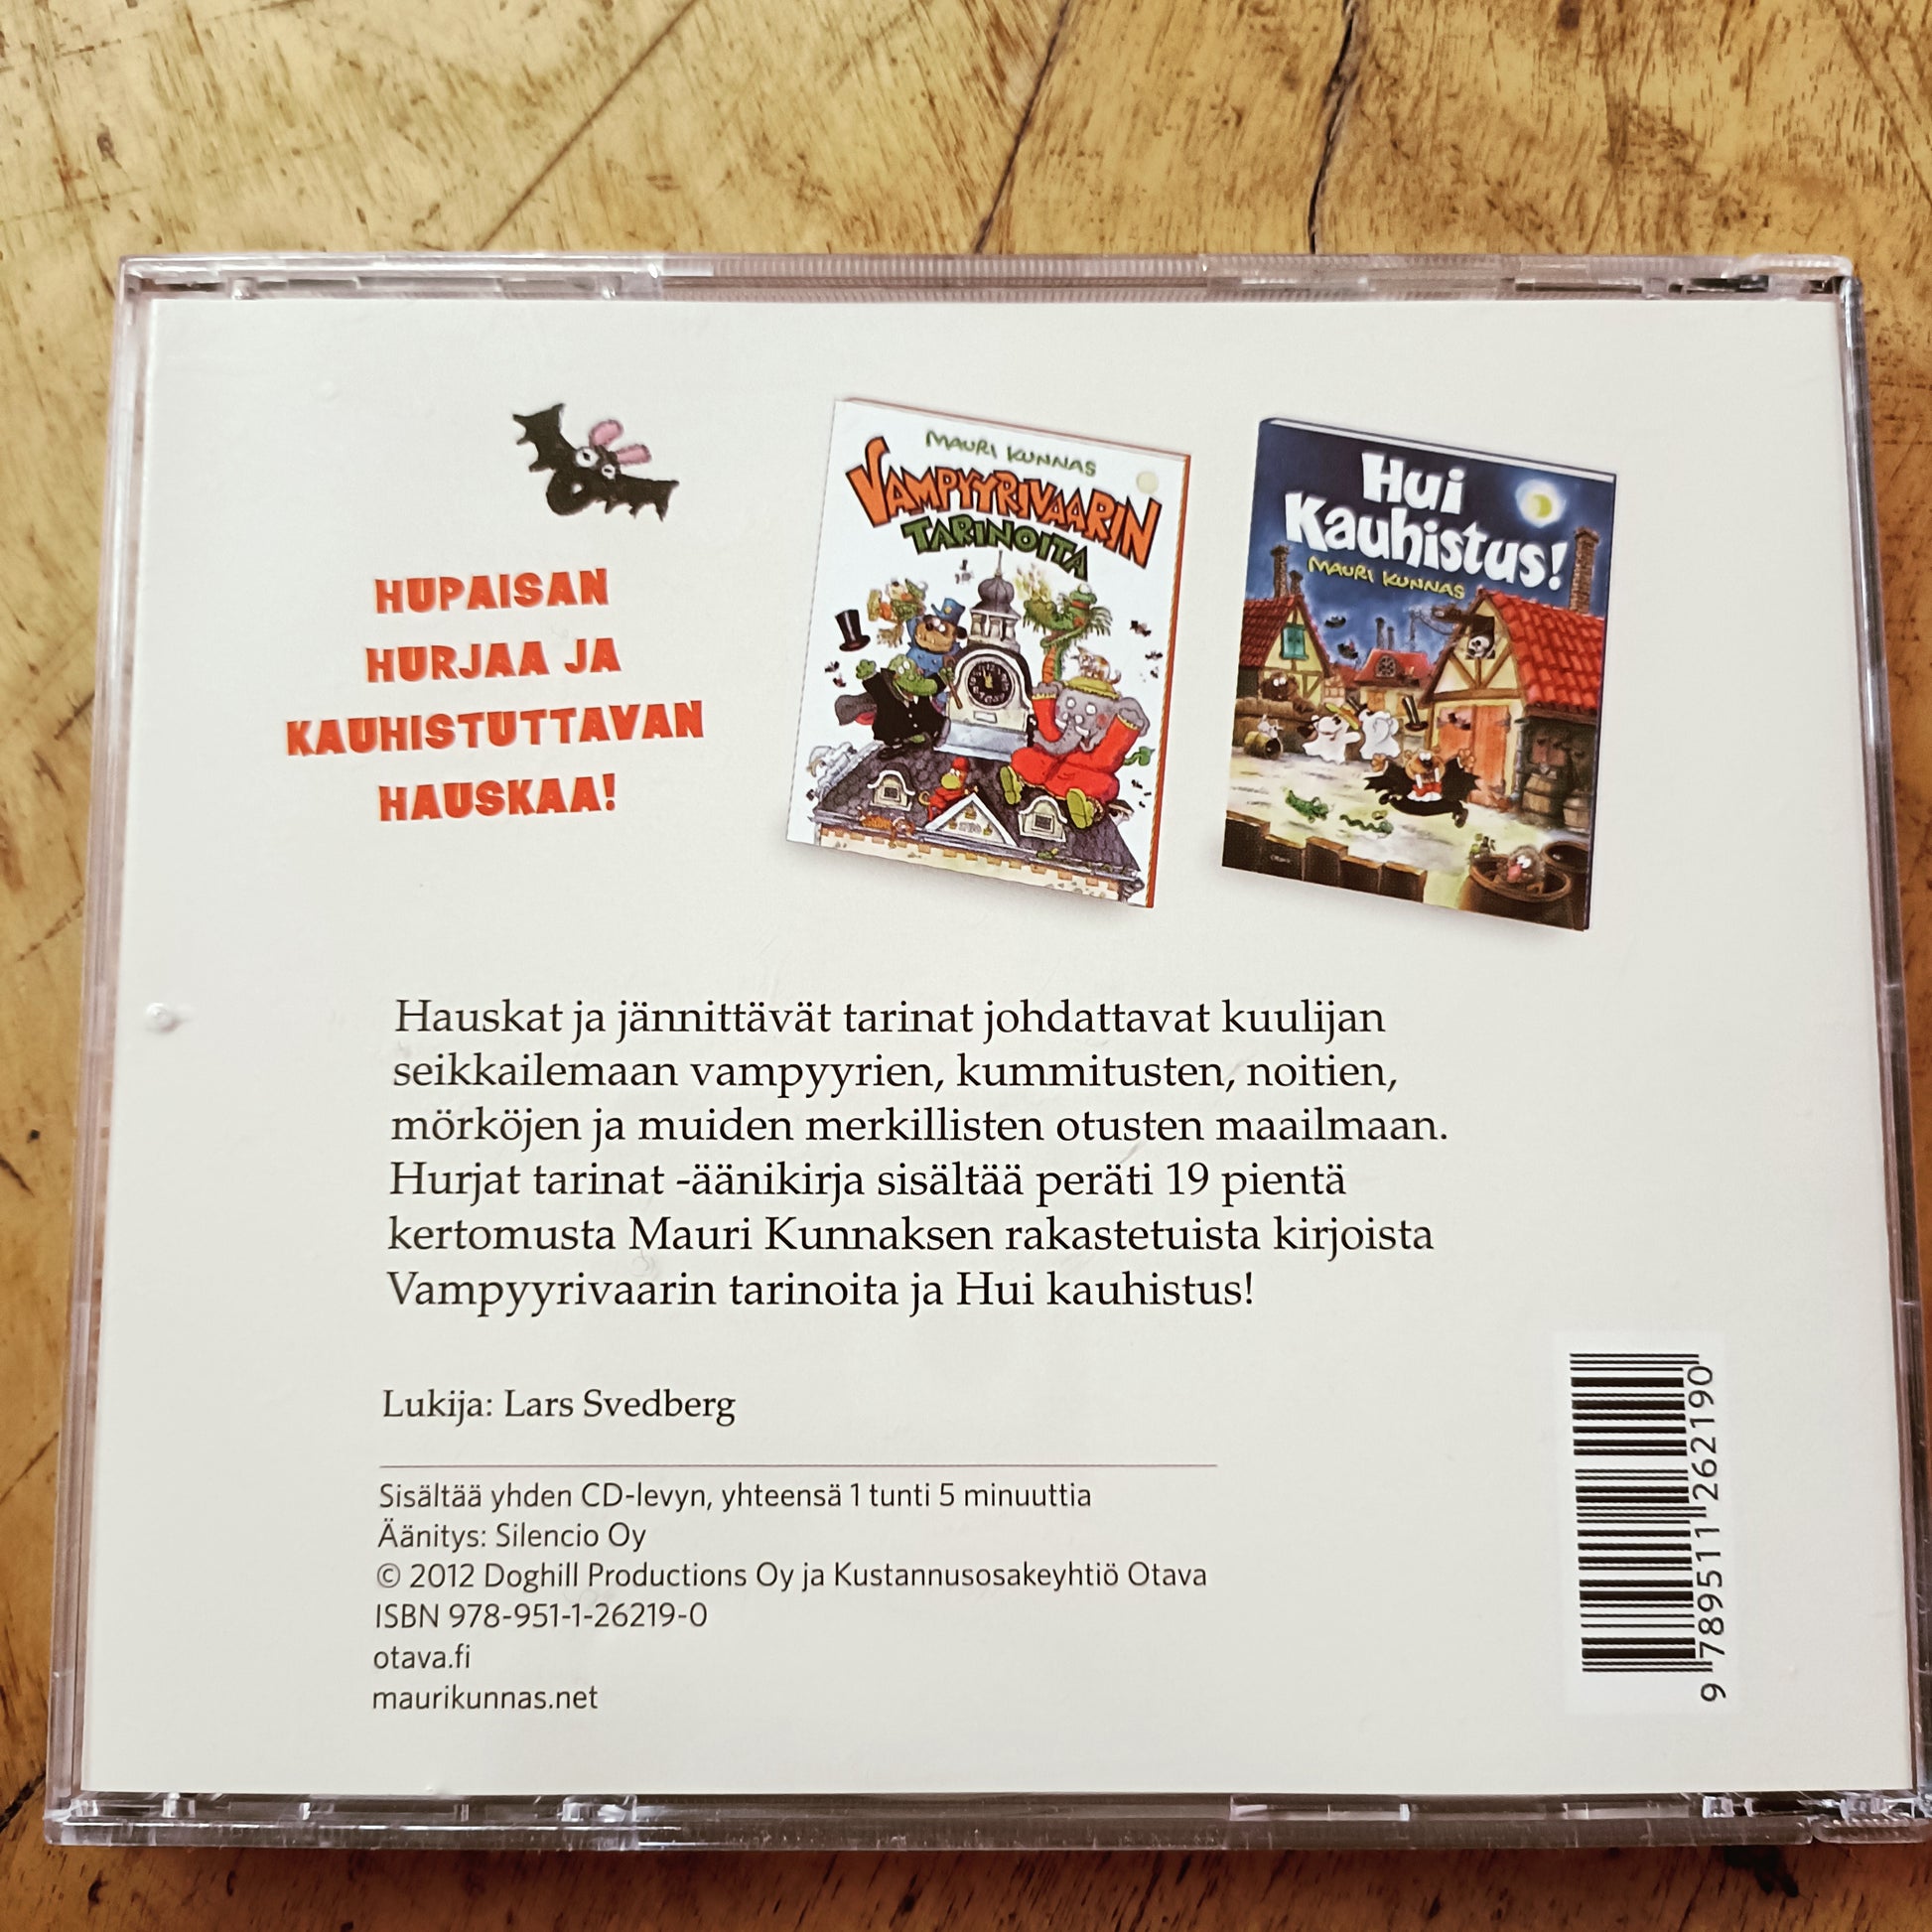 HUPAISAN
HURJAA JA
KAUHISTUTTAVAN
HAUSKAA!
MAURI KUNNAS
VAMPYYRIVAARIN
TARINOITA
Hui
Kauhistus!
MAURI KUNNAS
Hauskat ja jännittävät tarinat johdattavat kuulijan
seikkailemaan vampyyrien, kummitusten, noitien,
mörköjen ja muiden merkillisten otusten maailmaan.
Hurjat tarinat -äänikirja sisältää peräti 19 pientä
kertomusta Mauri Kunnaksen rakastetuista kirjoista
Vampyyrivaarin tarinoita ja Hui kauhistus!
Lukija: Lars Svedberg
Sisältää yhden CD-levyn, yhteensä 1 tunti 5 minuuttia
Äänitys: Silencio Oy
© 2012 Doghill Productions Oy ja Kustannusosakeyhtiö Otava
ISBN 978-951-1-26219-0
otava.fi
maurikunnas.net
9 789511 262190